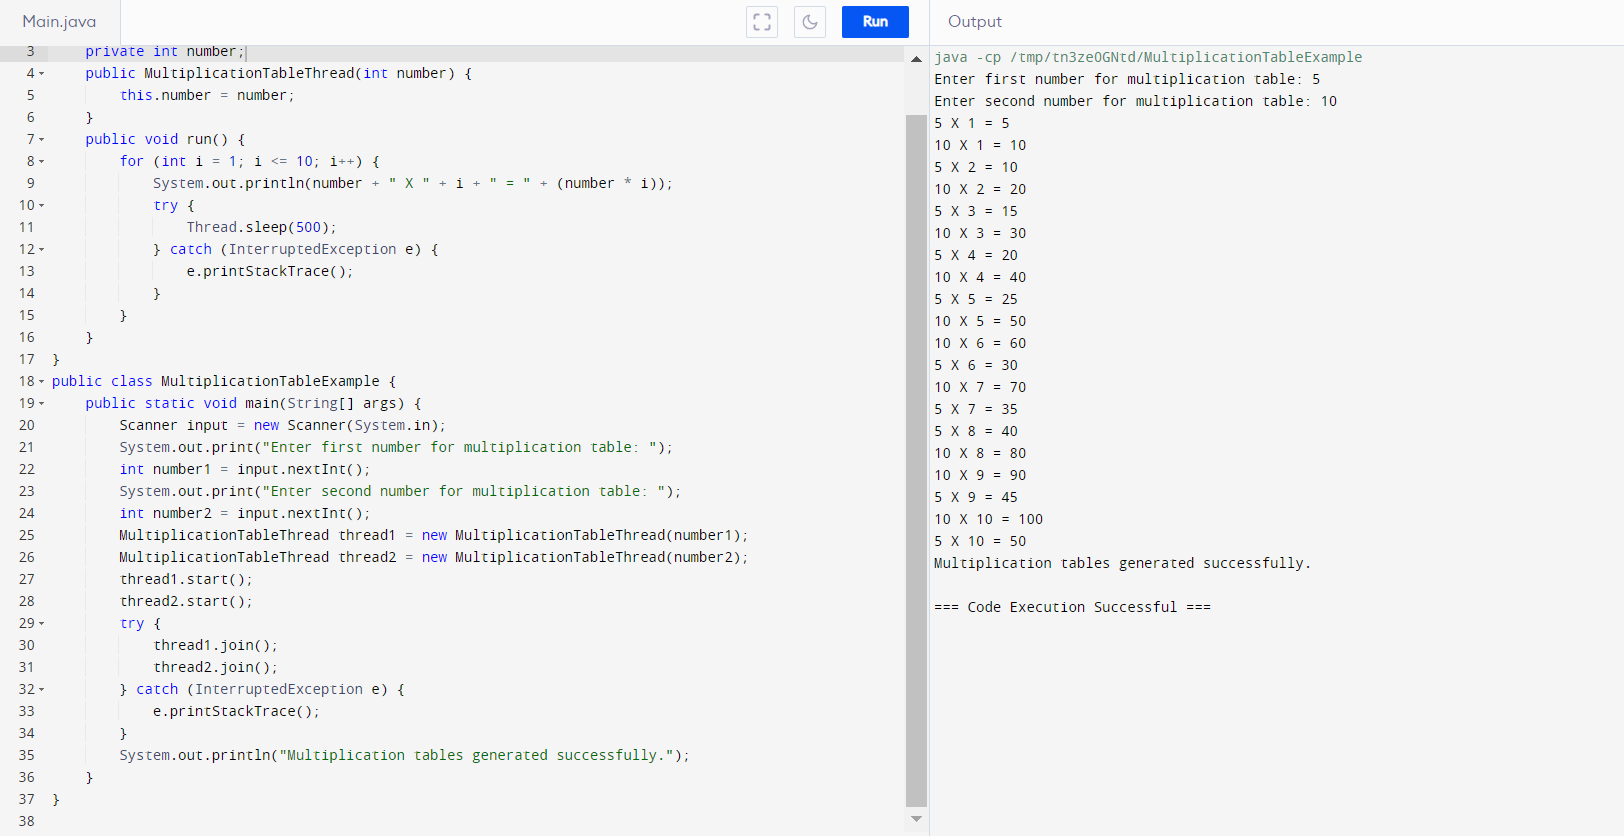 Main.java
Run
Output
3 private int number;
4 public MultiplicationTableThread(int number) {
5 this.number = number;
6 }
7 public void run() {
8 for (int i = 1; i <= 10; i++) {
9 System.out.println(number + " X " + i + " = " + (number * i));
10 try {
11 Thread.sleep(500);
12 } catch (InterruptedException e) {
13 e.printStackTrace();
14 }
15 }
16 }
17 }
18 public class MultiplicationTableExample {
19 public static void main(String[] args) {
20 Scanner input = new Scanner(System.in);
21 System.out.print("Enter first number for multiplication table: ");
22 int number1 = input.nextInt();
23 System.out.print("Enter second number for multiplication table: ");
24 int number2 = input.nextInt();
25 MultiplicationTableThread thread1 = new MultiplicationTableThread(number1);
26 MultiplicationTableThread thread2 = new MultiplicationTableThread(number2);
27 thread1.start();
28 thread2.start();
29 try {
30 thread1.join();
31 thread2.join();
32 } catch (InterruptedException e) {
33 e.printStackTrace();
34 }
35 System.out.println("Multiplication tables generated successfully.");
36 }
37 }
38
java -cp /tmp/tn3zeOGNtd/MultiplicationTableExample
Enter first number for multiplication table: 5
Enter second number for multiplication table: 10
5 X 1 = 5
10 X 1 = 10
5 X 2 = 10
10 X 2 = 20
5 X 3 = 15
10 X 3 = 30
5 X 4 = 20
10 X 4 = 40
5 X 5 = 25
10 X 5 = 50
10 X 6 = 60
5 X 6 = 30
10 X 7 = 70
5 X 7 = 35
5 X 8 = 40
10 X 8 = 80
10 X 9 = 90
5 X 9 = 45
10 X 10 = 100
5 X 10 = 50
Multiplication tables generated successfully.
=== Code Execution Successful ===